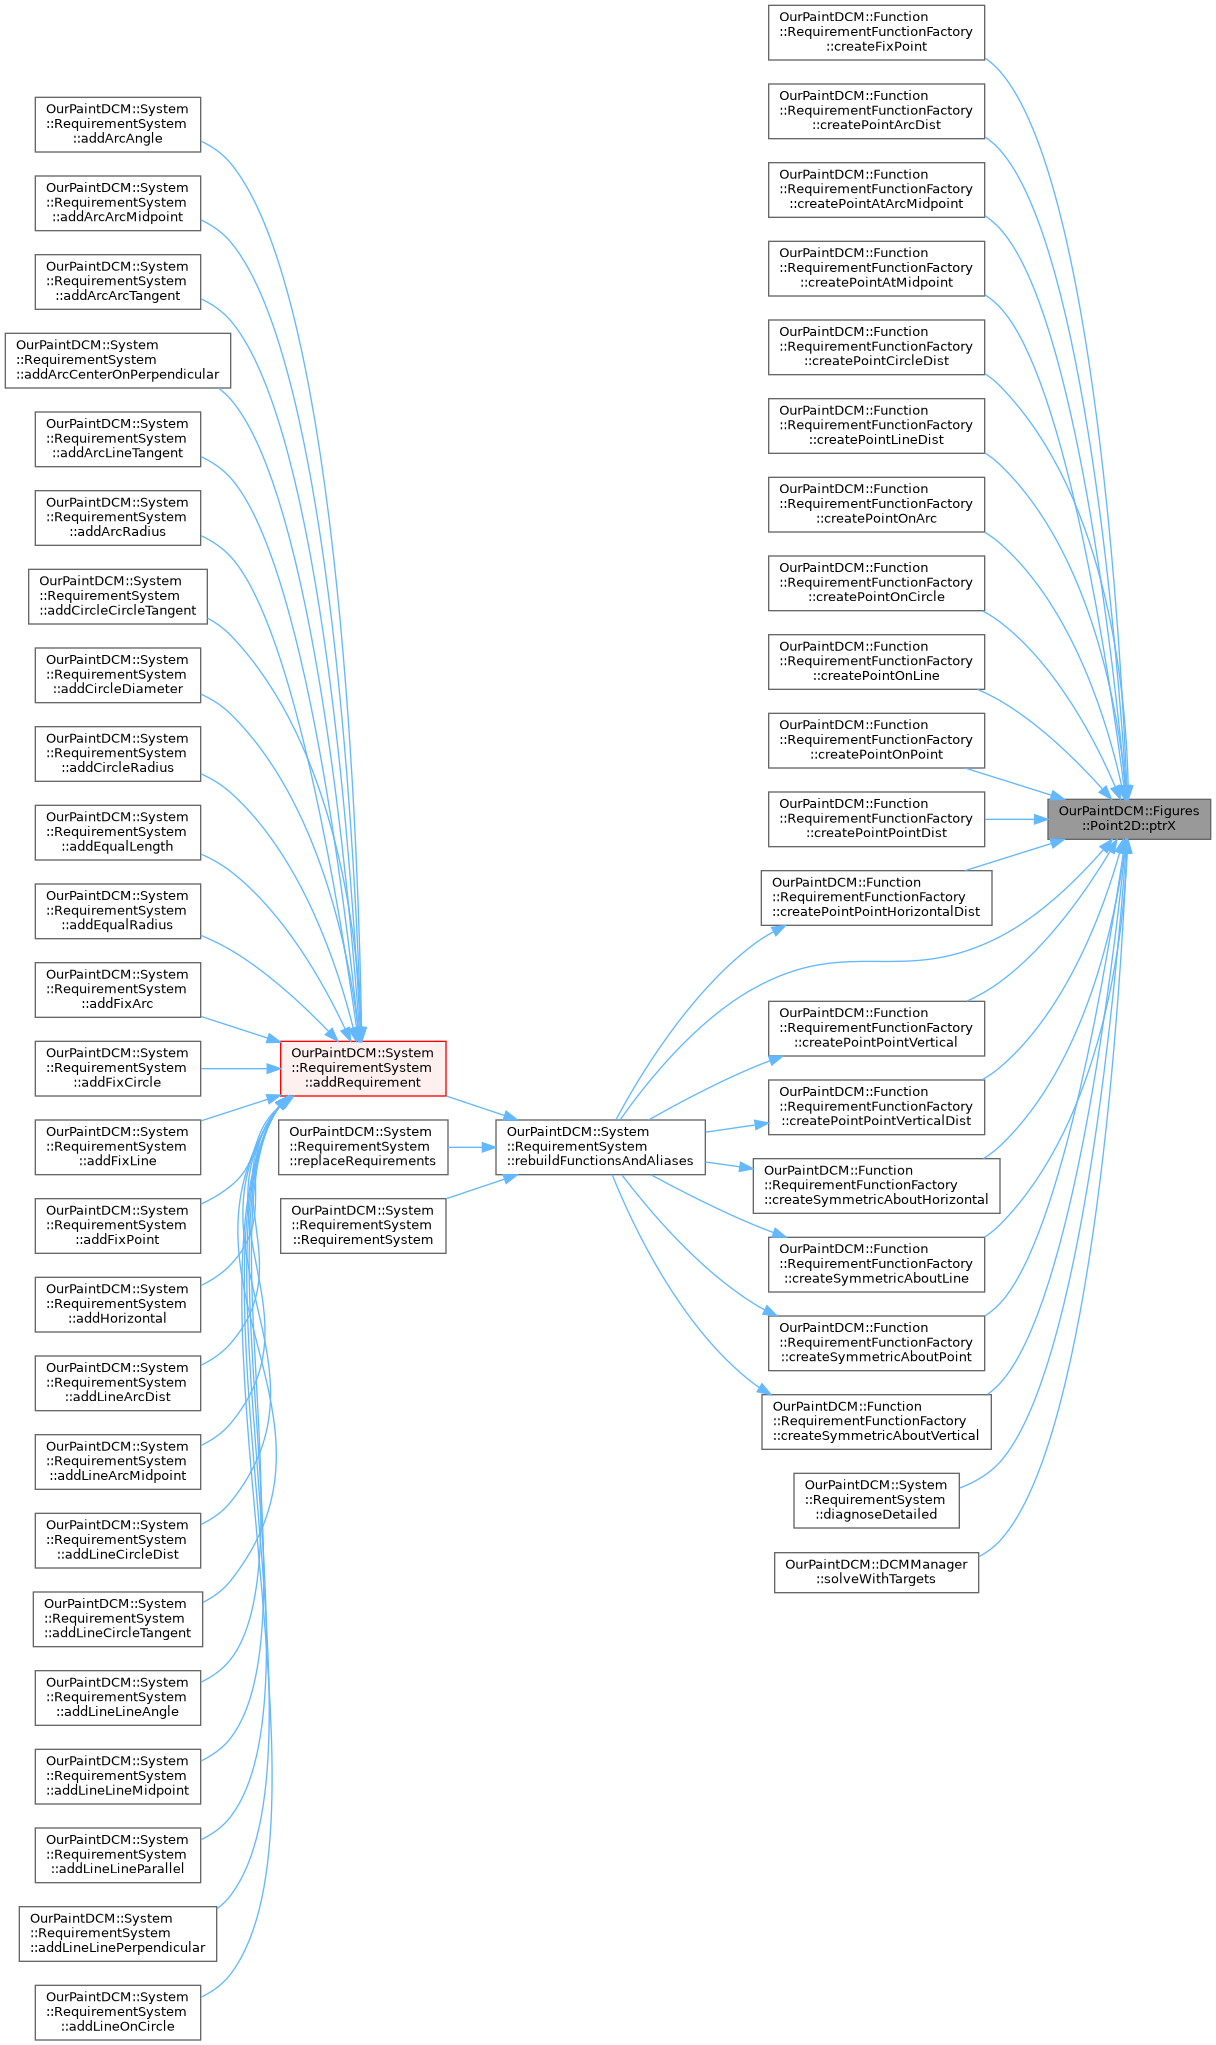 OurPaintDCM::System
::RequirementSystem
::addArcAngle
OurPaintDCM::System
::RequirementSystem
::addArcArcMidpoint
OurPaintDCM::System
::RequirementSystem
::addArcArcTangent
OurPaintDCM::System
::RequirementSystem
::addArcCenterOnPerpendicular
OurPaintDCM::System
::RequirementSystem
::addArcLineTangent
OurPaintDCM::System
::RequirementSystem
::addArcRadius
OurPaintDCM::System
::RequirementSystem
::addCircleCircleTangent
OurPaintDCM::System
::RequirementSystem
::addCircleDiameter
OurPaintDCM::System
::RequirementSystem
::addCircleRadius
OurPaintDCM::System
::RequirementSystem
::addEqualLength
OurPaintDCM::System
::RequirementSystem
::addEqualRadius
OurPaintDCM::System
::RequirementSystem
::addFixArc
OurPaintDCM::System
::RequirementSystem
::addFixCircle
OurPaintDCM::System
::RequirementSystem
::addFixLine
OurPaintDCM::System
::RequirementSystem
::addFixPoint
OurPaintDCM::System
::RequirementSystem
::addHorizontal
OurPaintDCM::System
::RequirementSystem
::addLineArcDist
OurPaintDCM::System
::RequirementSystem
::addLineArcMidpoint
OurPaintDCM::System
::RequirementSystem
::addLineCircleDist
OurPaintDCM::System
::RequirementSystem
::addLineCircleTangent
OurPaintDCM::System
::RequirementSystem
::addLineLineAngle
OurPaintDCM::System
::RequirementSystem
::addLineLineMidpoint
OurPaintDCM::System
::RequirementSystem
::addLineLineParallel
OurPaintDCM::System
::RequirementSystem
::addLineLinePerpendicular
OurPaintDCM::System
::RequirementSystem
::addLineOnCircle
OurPaintDCM::System
::RequirementSystem
::addRequirement
OurPaintDCM::System
::RequirementSystem
::replaceRequirements
OurPaintDCM::System
::RequirementSystem
::RequirementSystem
OurPaintDCM::System
::RequirementSystem
::rebuildFunctionsAndAliases
OurPaintDCM::Function
::RequirementFunctionFactory
::createFixPoint
OurPaintDCM::Function
::RequirementFunctionFactory
::createPointArcDist
OurPaintDCM::Function
::RequirementFunctionFactory
::createPointAtArcMidpoint
OurPaintDCM::Function
::RequirementFunctionFactory
::createPointAtMidpoint
OurPaintDCM::Function
::RequirementFunctionFactory
::createPointCircleDist
OurPaintDCM::Function
::RequirementFunctionFactory
::createPointLineDist
OurPaintDCM::Function
::RequirementFunctionFactory
::createPointOnArc
OurPaintDCM::Function
::RequirementFunctionFactory
::createPointOnCircle
OurPaintDCM::Function
::RequirementFunctionFactory
::createPointOnLine
OurPaintDCM::Function
::RequirementFunctionFactory
::createPointOnPoint
OurPaintDCM::Function
::RequirementFunctionFactory
::createPointPointDist
OurPaintDCM::Function
::RequirementFunctionFactory
::createPointPointHorizontalDist
OurPaintDCM::Function
::RequirementFunctionFactory
::createPointPointVertical
OurPaintDCM::Function
::RequirementFunctionFactory
::createPointPointVerticalDist
OurPaintDCM::Function
::RequirementFunctionFactory
::createSymmetricAboutHorizontal
OurPaintDCM::Function
::RequirementFunctionFactory
::createSymmetricAboutLine
OurPaintDCM::Function
::RequirementFunctionFactory
::createSymmetricAboutPoint
OurPaintDCM::Function
::RequirementFunctionFactory
::createSymmetricAboutVertical
OurPaintDCM::System
::RequirementSystem
::diagnoseDetailed
OurPaintDCM::DCMManager
::solveWithTargets
OurPaintDCM::Figures
::Point2D::ptrX